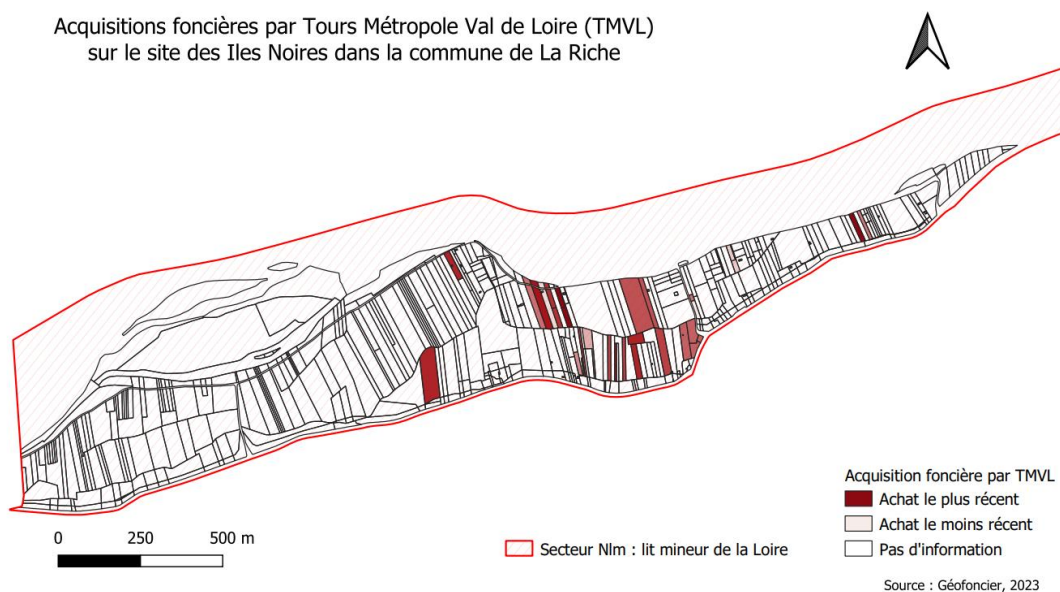 Acquisitions foncières par Tours Métropole Val de Loire (TMVL)
sur le site des Iles Noires dans la commune de La Riche
Acquisition foncière par TMVL
Achat le plus récent
Achat le moins récent
Pas d'information
0 250 500 m
Secteur Nlm : lit mineur de la Loire
Source : Géofoncier, 2023